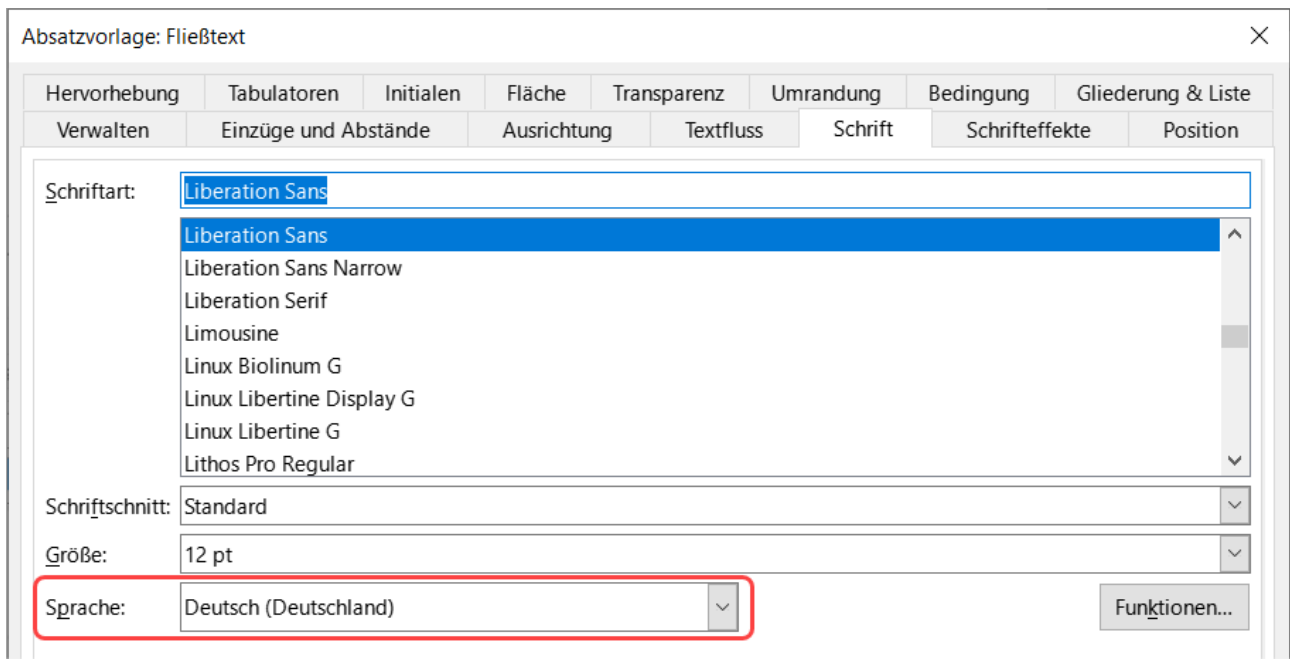 Absatzvorlage: Fließtext
Hervorhebung Tabulatoren Initialen Fläche Transparenz Umrandung Bedingung Gliederung & Liste
Verwalten Einzüge und Abstände Ausrichtung Textfluss Schrift Schrifteffekte Position
Schriftart: Liberation Sans
Liberation Sans
Liberation Sans Narrow
Liberation Serif
Limousine
Linux Biolinum G
Linux Libertine Display G
Linux Libertine G
Lithos Pro Regular
Schriftschnitt: Standard
Größe: 12 pt
Sprache: Deutsch (Deutschland) Funktionen...